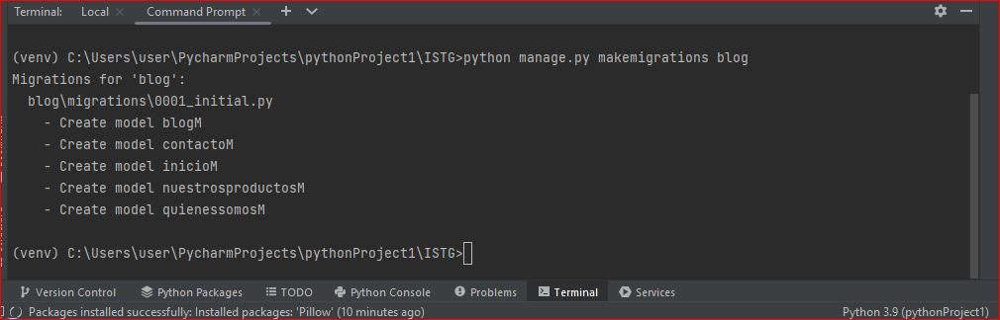 Terminal: Local × Command Prompt × +
(venv) C:\Users\user\PycharmProjects\pythonProject1\ISTG>python manage.py makemigrations blog
Migrations for 'blog':
  blog\migrations\0001_initial.py
    - Create model blogM
    - Create model contactoM
    - Create model inicioM
    - Create model nuestrosproductosM
    - Create model quienessomosM
(venv) C:\Users\user\PycharmProjects\pythonProject1\ISTG>
Version Control Python Packages TODO Python Console Problems Terminal Services
Packages installed successfully: Installed packages: 'Pillow' (10 minutes ago) Python 3.9 (pythonProject1)